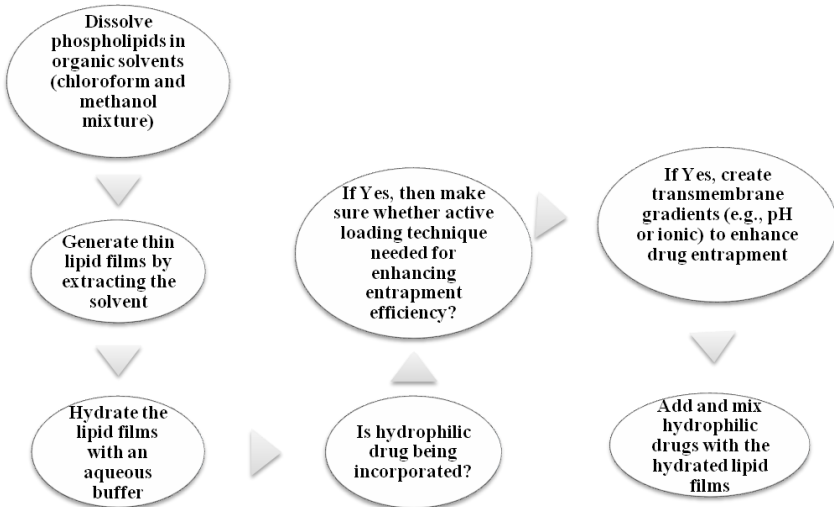 Dissolve
phospholipids in
organic solvents
(chloroform and
methanol
mixture)
Generate thin
lipid films by
extracting the
solvent
Hydrate the
lipid films
with an
aqueous
buffer
Is hydrophilic
drug being
incorporated?
If Yes, then make
sure whether active
loading technique
needed for
enhancing
entrapment
efficiency?
If Yes, create
transmembrane
gradients (e.g., pH
or ionic) to enhance
drug entrapment
Add and mix
hydrophilic
drugs with the
hydrated lipid
films